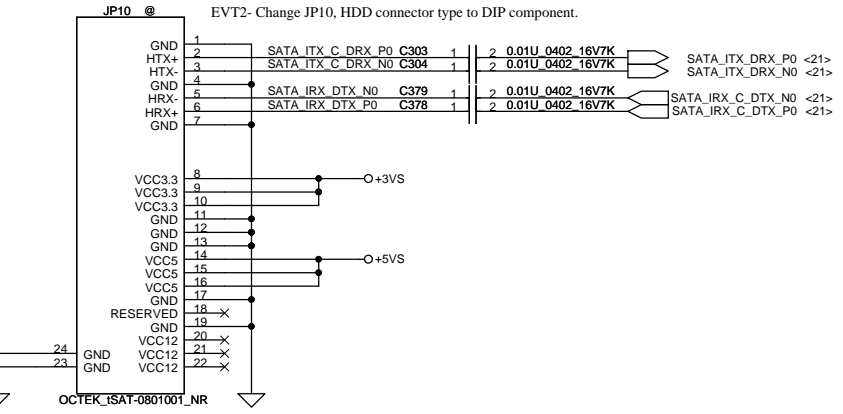 JP10 @ EVT2- Change JP10, HDD connector type to DIP component.
GND 1
HTX+ 2 SATA_ITX_C_DRX_P0 C303 1 2 0.01U_0402_16V7K SATA_ITX_DRX_P0 <21>
HTX- 3 SATA_ITX_C_DRX_N0 C304 1 2 0.01U_0402_16V7K SATA_ITX_DRX_N0 <21>
GND 4
HRX- 5 SATA_IRX_DTX_N0 C379 1 2 0.01U_0402_16V7K SATA_IRX_C_DTX_N0 <21>
HRX+ 6 SATA_IRX_DTX_P0 C378 1 2 0.01U_0402_16V7K SATA_IRX_C_DTX_P0 <21>
GND 7
VCC3.3 8 +3VS
VCC3.3 9
VCC3.3 10
GND 11
GND 12
GND 13
VCC5 14 +5VS
VCC5 15
VCC5 16
GND 17
RESERVED 18
GND 19
VCC12 20
24 GND VCC12 21
23 GND VCC12 22
OCTEK_tSAT-0801001_NR